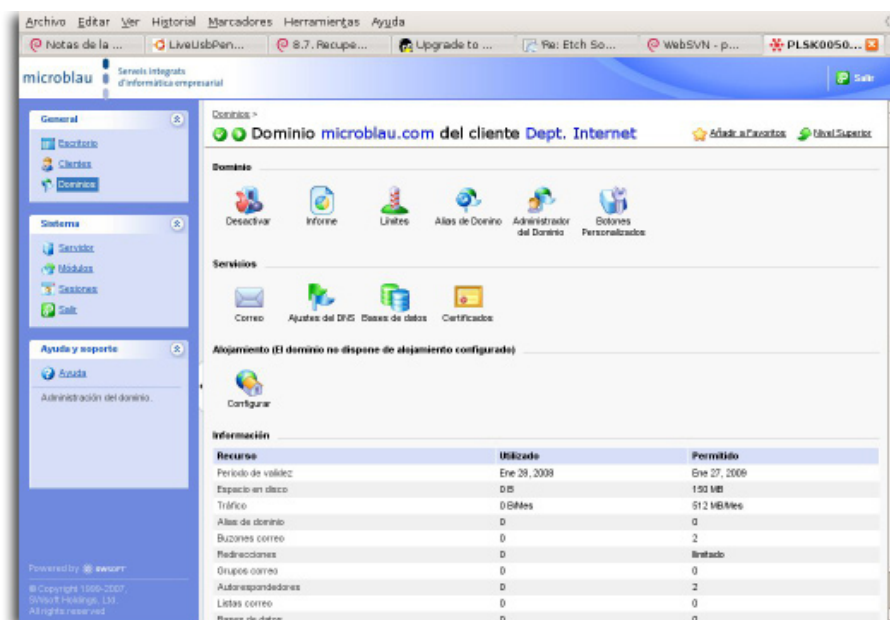 Archivo Editar Ver Historial Marcadores Herramientas Ayuda
Notas de la ... LiveUsbPen... 8.7. Recupe... Upgrade to ... Re: Etch So... WebSVN - p... PLSK0050...
microblau Serveis integrats
d'informàtica empresarial
Salir
General
Escritorio
Clientes
Dominios
Sistema
Servidor
Módulos
Sesiones
Salir
Ayuda y soporte
Ayuda
Administración del dominio.
Powered by SWSOFT
© Copyright 1999-2007,
SWsoft Holdings, Ltd.
All rights reserved
Dominios >
Dominio microblau.com del cliente Dept. Internet
Añadir a Favoritos Nivel Superior
Dominio
Desactivar Informe Límites Alias de Domino Administrador del Dominio Botones Personalizados
Servicios
Correo Ajustes del DNS Bases de datos Certificados
Alojamiento (El dominio no dispone de alojamiento configurado)
Configurar
Información
Recurso Utilizado Permitido
Periodo de validez Ene 28, 2008 Ene 27, 2009
Espacio en disco 0 B 150 MB
Tráfico 0 B/Mes 512 MB/Mes
Alias de dominio 0 0
Buzones correo 0 2
Redirecciones 0 Ilimitado
Grupos correo 0 0
Autorespondedores 0 2
Listas correo 0 0
Bases de datos 0 0